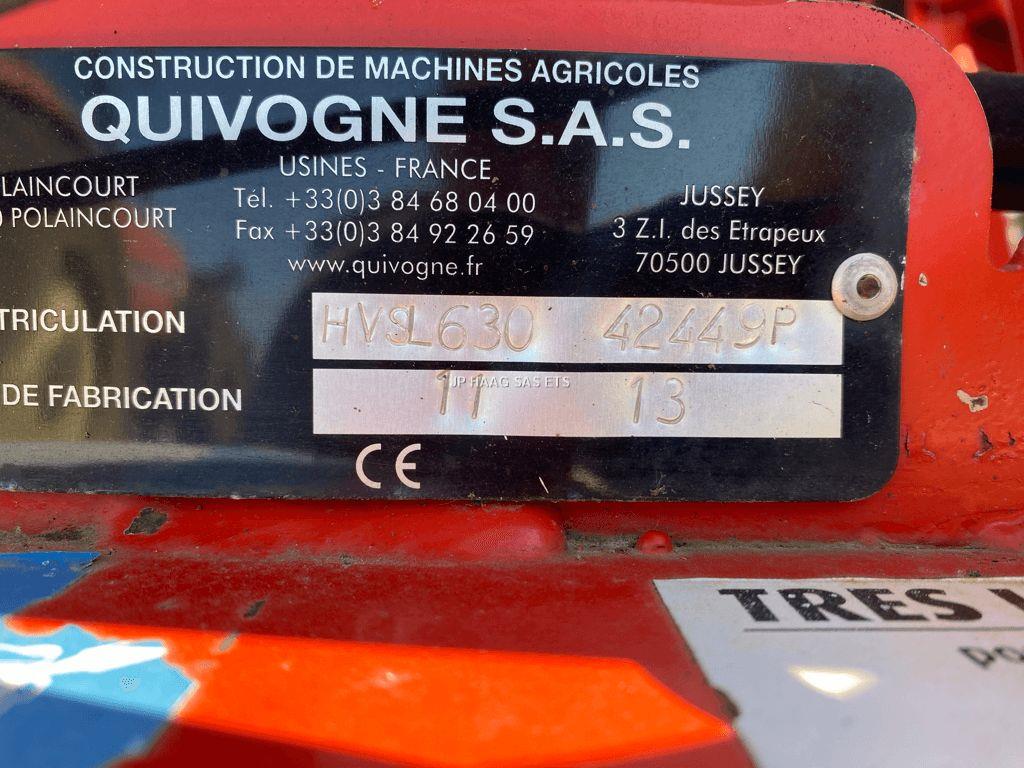 CONSTRUCTION DE MACHINES AGRICOLES
QUIVOGNE S.A.S.
USINES - FRANCE
LAINCOURT
POLAINCOURT
Tél. +33(0)3 84 68 04 00
Fax +33(0)3 84 92 26 59
www.quivogne.fr
JUSSEY
3 Z.I. des Etrapeux
70500 JUSSEY
TRICULATION HVSL630 42449P
DE FABRICATION 11 13
JP HAAG SAS ETS
CE
TRES